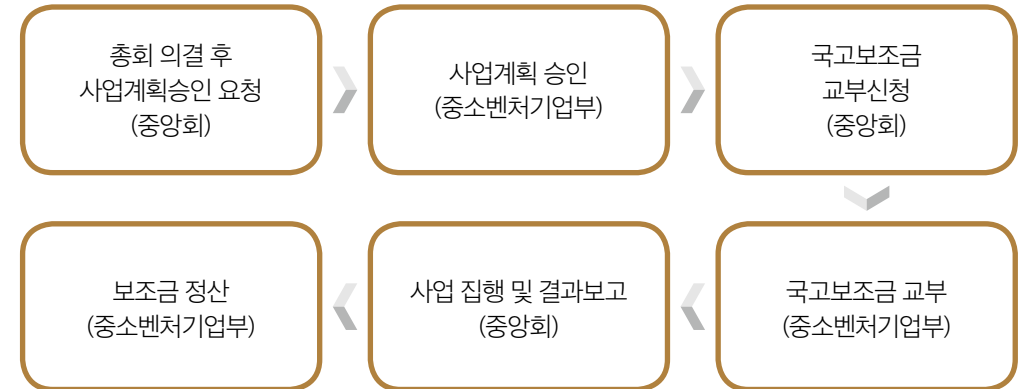 총회 의결 후
사업계획승인 요청
(중앙회)
사업계획 승인
(중소벤처기업부)
국고보조금
교부신청
(중앙회)
국고보조금 교부
(중소벤처기업부)
사업 집행 및 결과보고
(중앙회)
보조금 정산
(중소벤처기업부)